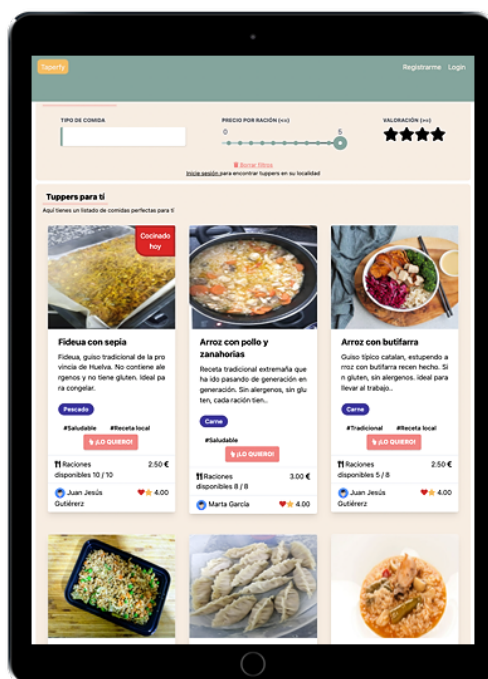 Taperfy
Registrarme Login
TIPO DE COMIDA
PRECIO POR RACIÓN (<=)
VALORACIÓN (>=)
0 5
Borrar filtros
Inicie sesión para encontrar tuppers en su localidad
Tuppers para tí
Aquí tienes un listado de comidas perfectas para tí
Cocinado
hoy
Fideua con sepia
Fideua, guiso tradicional de la pro
vincia de Huelva. No contiene ale
rgenos y no tiene gluten. Ideal pa
ra congelar.
Pescado
#Saludable #Receta local
¡LO QUIERO!
Raciones 2.50 €
disponibles 10 / 10
Juan Jesús 4.00
Gutiérerz
Arroz con pollo y
zanahorias
Receta tradicional extremaña que
ha ido pasando de generación en
generación. Sin alergenos, sin glu
ten, cada ración tien..
Carne
#Saludable
¡LO QUIERO!
Raciones 3.00 €
disponibles 8 / 8
Marta García 4.00
Arroz con butifarra
Guiso típico catalan, estupendo a
rroz con butifarra recen hecho. Si
n gluten, sin alergenos. ideal para
llevar al trabajo..
Carne
#Tradicional #Receta local
¡LO QUIERO!
Raciones 2.50 €
disponibles 5 / 8
Juan Jesús 4.00
Gutiérerz